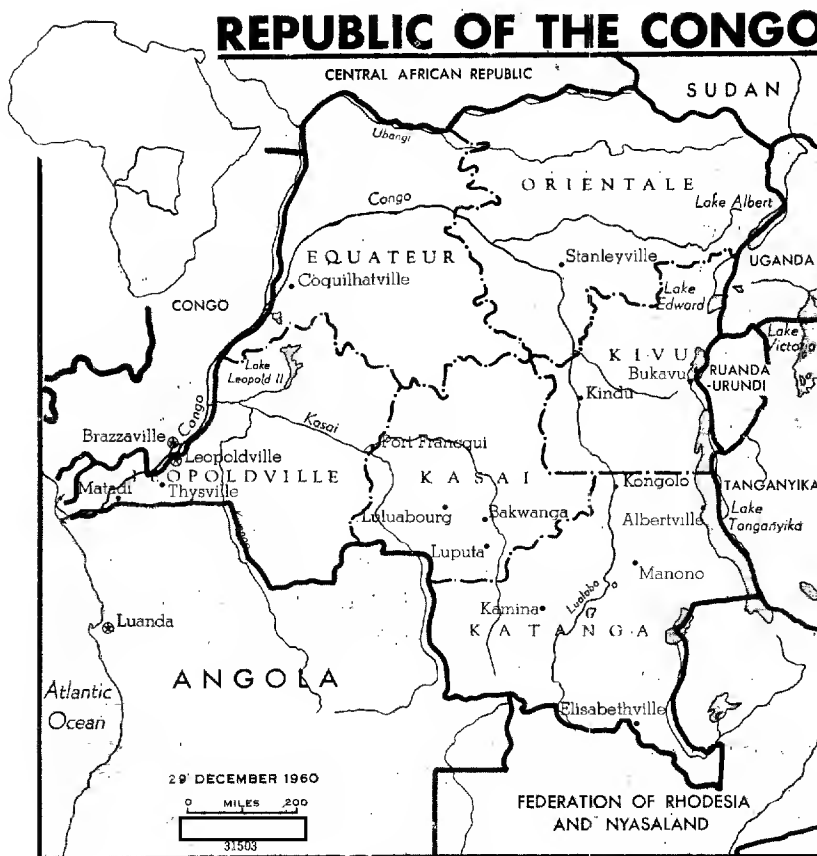 REPUBLIC OF THE CONGO
CENTRAL AFRICAN REPUBLIC
SUDAN
Ubangi
ORIENTALE
Congo
Lake Albert
EQUATEUR
Stanleyville
UGANDA
Coquilhatville
Lake
Edward
CONGO
Lake
Victoria
KIVU
Lake
Leopold II
Bukavu
RUANDA
-URUNDI
Kindu
Congo
Kasai
Brazzaville
Port Francqui
Leopoldville
LEOPOLDVILLE
KASAI
Kongolo
TANGANYIKA
Matadi
Thysville
Luluabourg
Bakwanga
Albertville
Lake
Tanganyika
Luputa
Manono
Lualaba
Kamina
Luanda
KATANGA
ANGOLA
Atlantic
Ocean
Elisabethville
29 DECEMBER 1960
0 MILES 200
FEDERATION OF RHODESIA
AND NYASALAND
31503